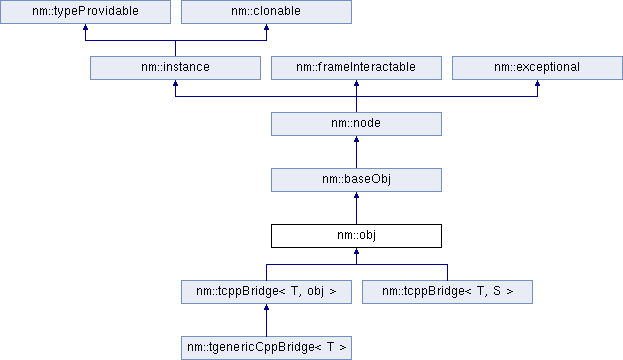 nm::typeProvidable
nm::clonable
nm::instance
nm::frameInteractable
nm::exceptional
nm::node
nm::baseObj
nm::obj
nm::tcppBridge< T, obj >
nm::tcppBridge< T, S >
nm::tgenericCppBridge< T >